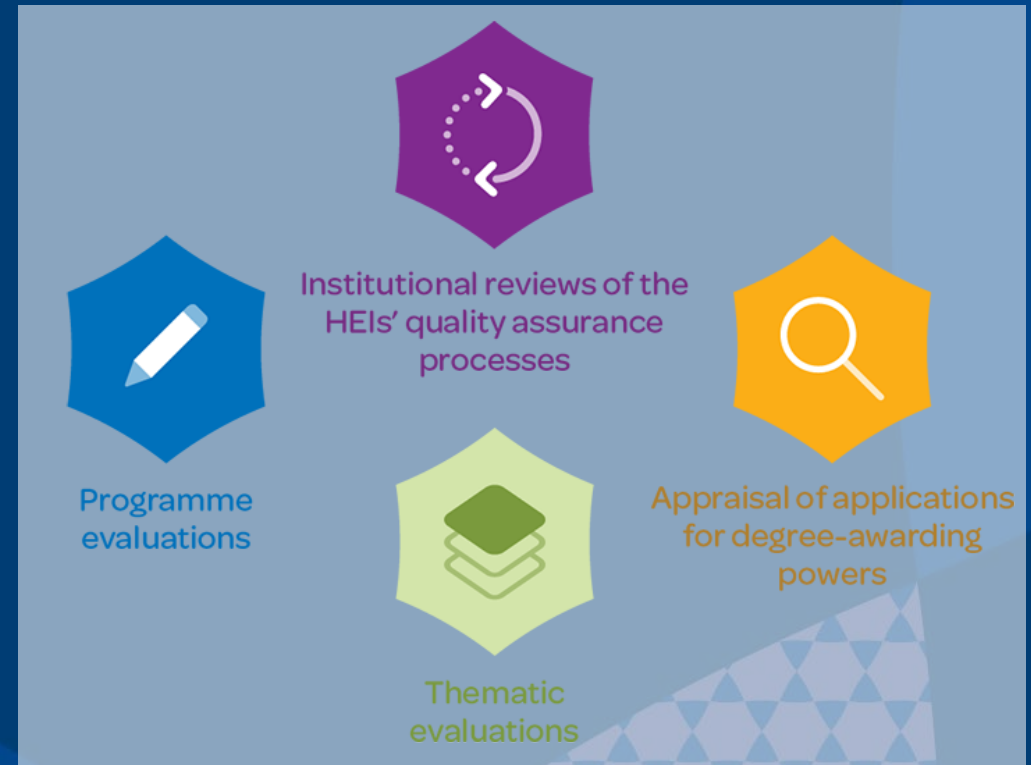 Institutional reviews of the
HEIs' quality assurance
processes
Programme
evaluations
Appraisal of applications
for degree-awarding
powers
Thematic
evaluations